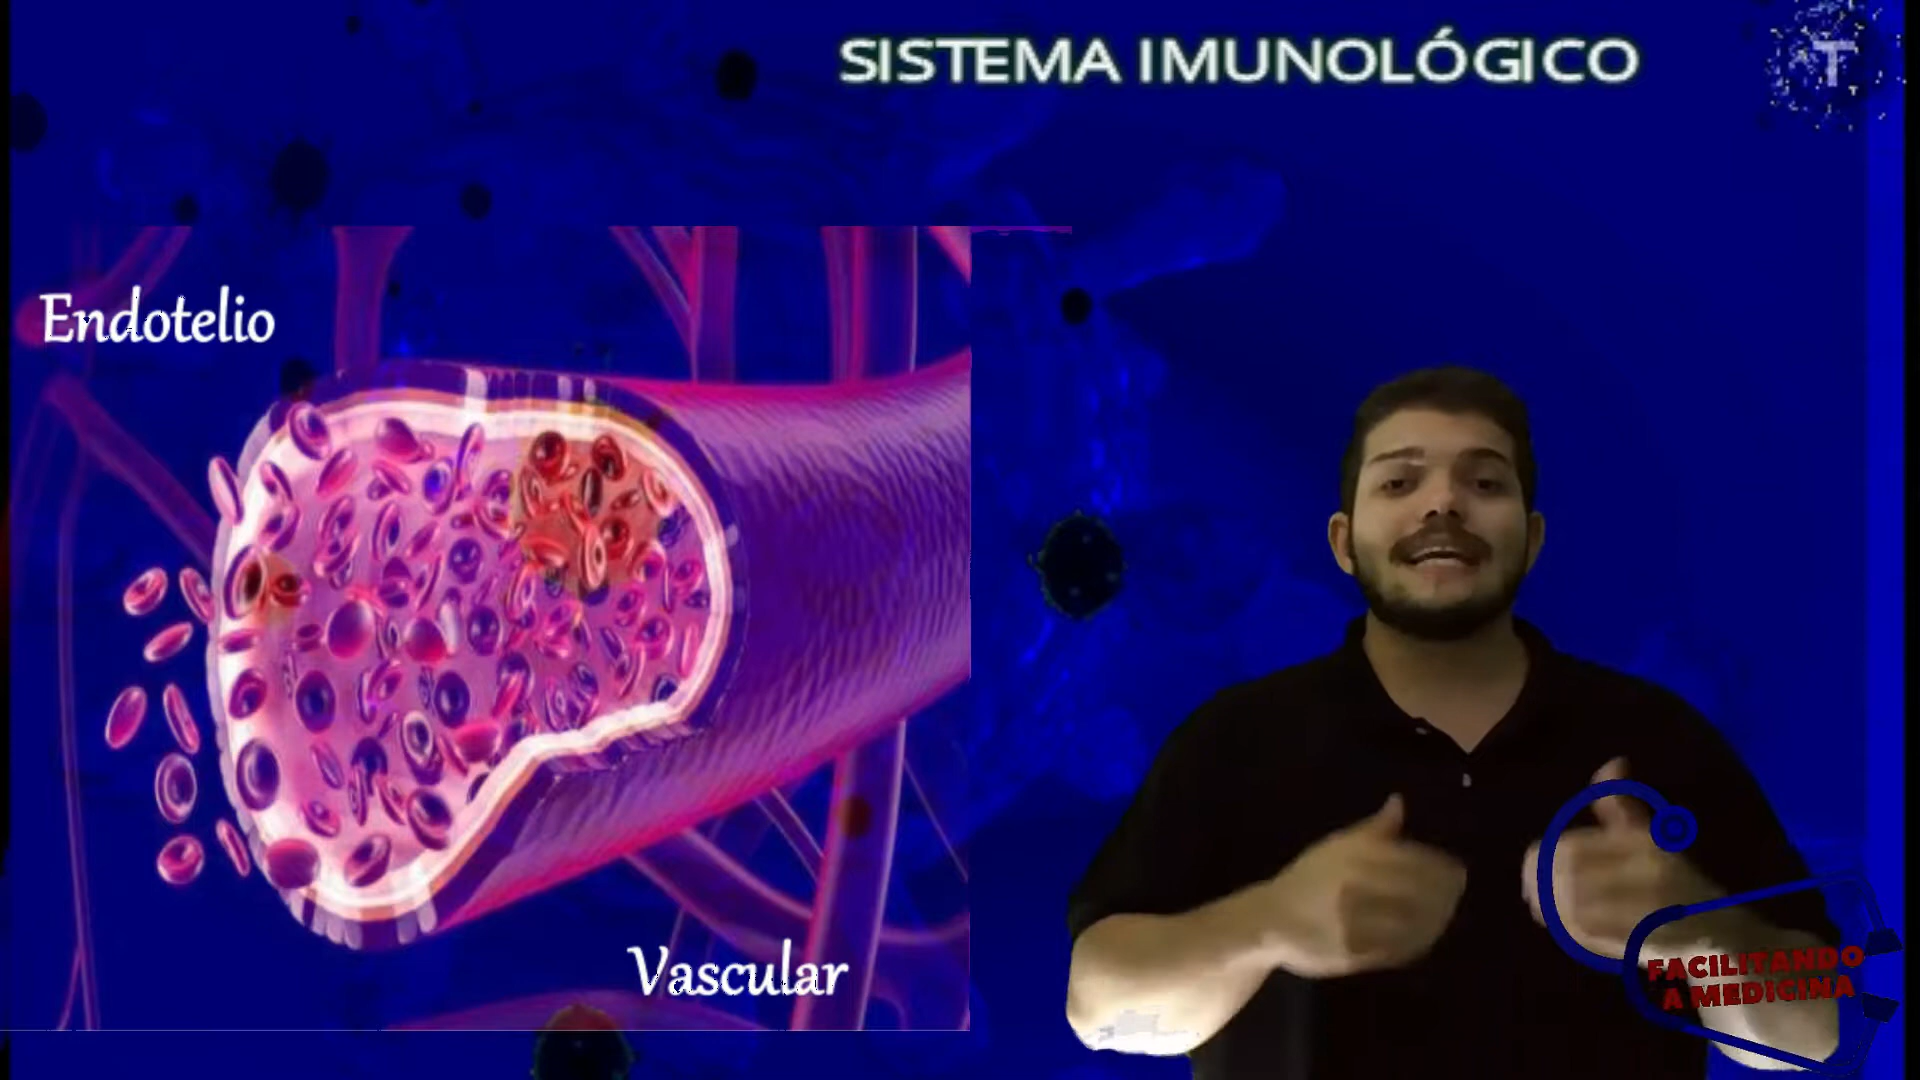 SISTEMA IMUNOLÓGICO
T
Endotelio
Vascular
FACILITANDO
A MEDICINA